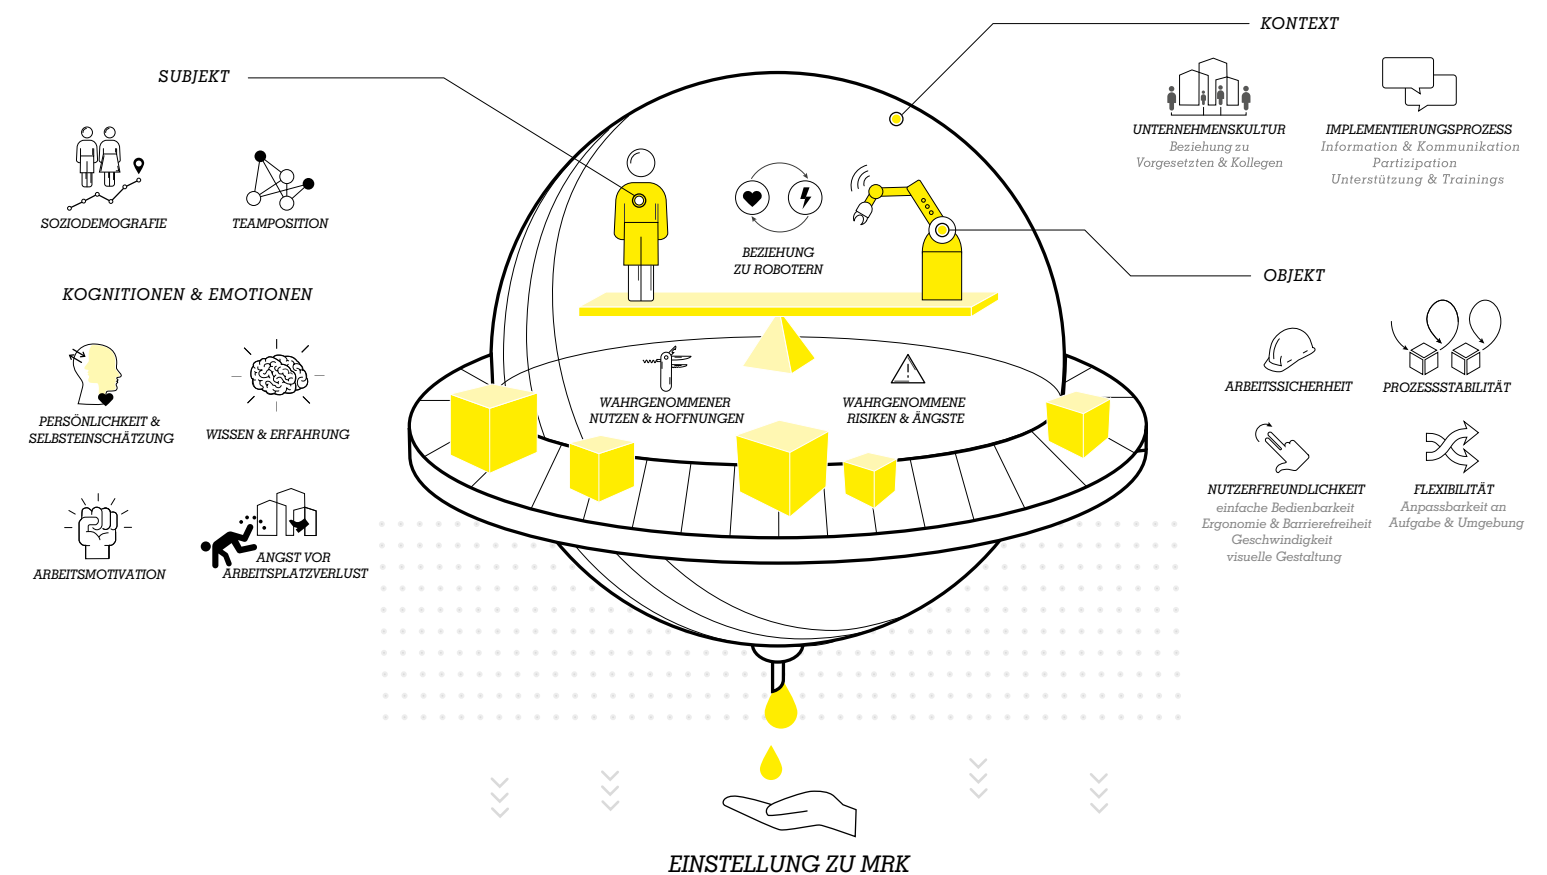 KONTEXT
SUBJEKT
UNTERNEHMENSKULTUR
Beziehung zu
Vorgesetzten & Kollegen
IMPLEMENTIERUNGSPROZESS
Information & Kommunikation
Partizipation
Unterstützung & Trainings
SOZIODEMOGRAFIE
TEAMPOSITION
BEZIEHUNG
ZU ROBOTERN
OBJEKT
KOGNITIONEN & EMOTIONEN
ARBEITSSICHERHEIT
PROZESSSTABILITÄT
PERSÖNLICHKEIT &
SELBSTEINSCHÄTZUNG
WISSEN & ERFAHRUNG
WAHRGENOMMENER
NUTZEN & HOFFNUNGEN
WAHRGENOMMENE
RISIKEN & ÄNGSTE
NUTZERFREUNDLICHKEIT
einfache Bedienbarkeit
Ergonomie & Barrierefreiheit
Geschwindigkeit
visuelle Gestaltung
FLEXIBILITÄT
Anpassbarkeit an
Aufgabe & Umgebung
ARBEITSMOTIVATION
ANGST VOR
ARBEITSPLATZVERLUST
EINSTELLUNG ZU MRK